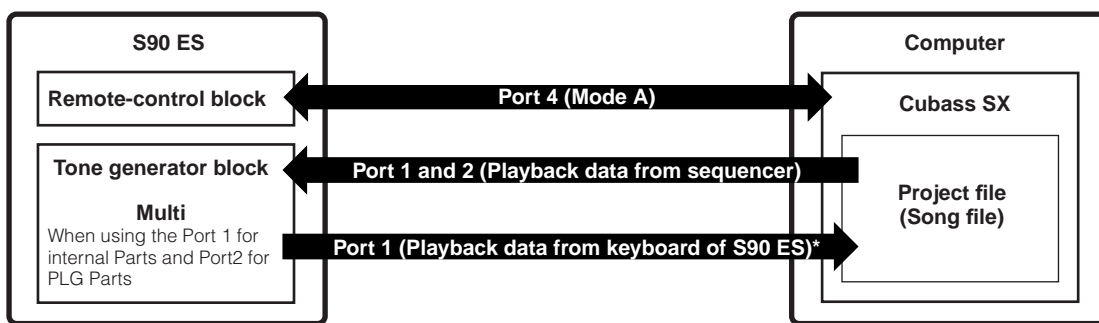 S90 ES
Remote-control block
Tone generator block
Multi
When using the Port 1 for
internal Parts and Port2 for
PLG Parts
Port 4 (Mode A)
Port 1 and 2 (Playback data from sequencer)
Port 1 (Playback data from keyboard of S90 ES)*
Computer
Cubass SX
Project file
(Song file)